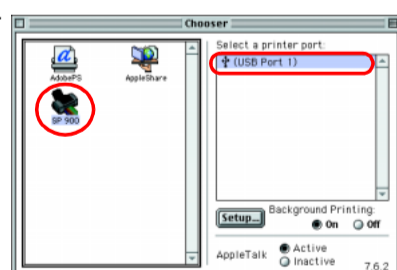 Chooser
AdobePS
AppleShare
SP 900
Select a printer port:
(USB Port 1)
Setup...
Background Printing:
On Off
AppleTalk
Active
Inactive
7.6.2